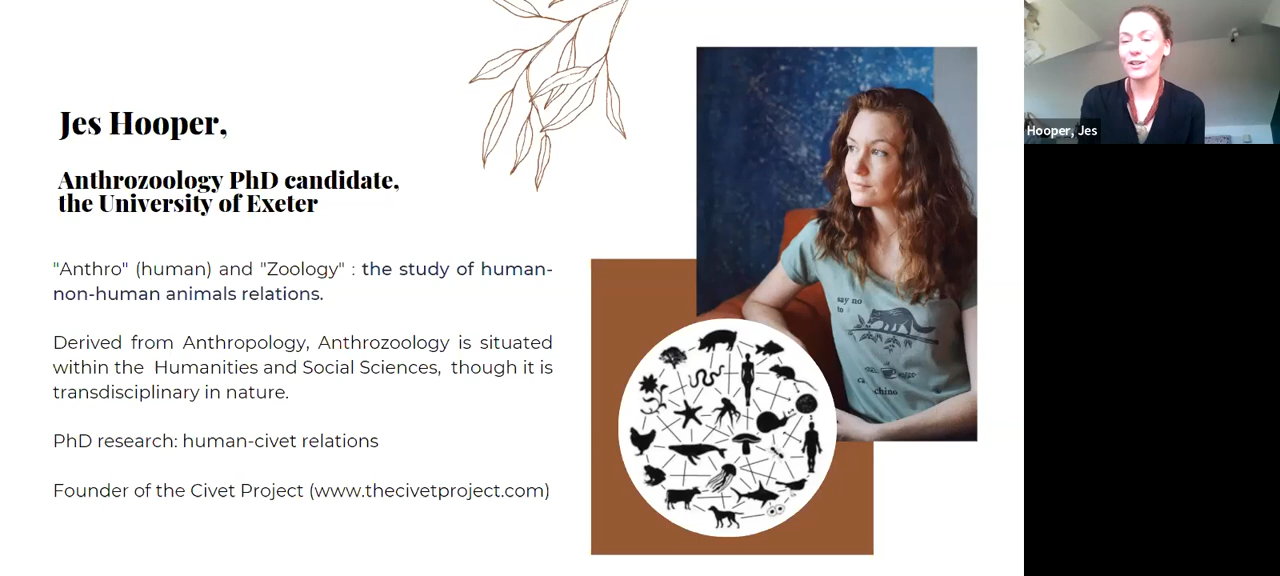 Jes Hooper,
Anthrozoology PhD candidate,
the University of Exeter
"Anthro" (human) and "Zoology" : the study of human-
non-human animals relations.
Derived from Anthropology, Anthrozoology is situated
within the Humanities and Social Sciences, though it is
transdisciplinary in nature.
PhD research: human-civet relations
Founder of the Civet Project (www.thecivetproject.com)
say no
to
chino
Hooper, Jes